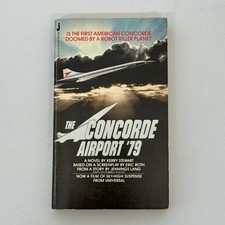 IS THE FIRST AMERICAN CONCORDE
DOOMED BY A ROBOT KILLER PLANE?
THE
CONCORDE
AIRPORT '79
A NOVEL BY KERRY STEWART
BASED ON A SCREENPLAY BY ERIC ROTH
FROM A STORY BY JENNINGS LANG
NOW A FILM OF SKY-HIGH SUSPENSE
FROM UNIVERSAL